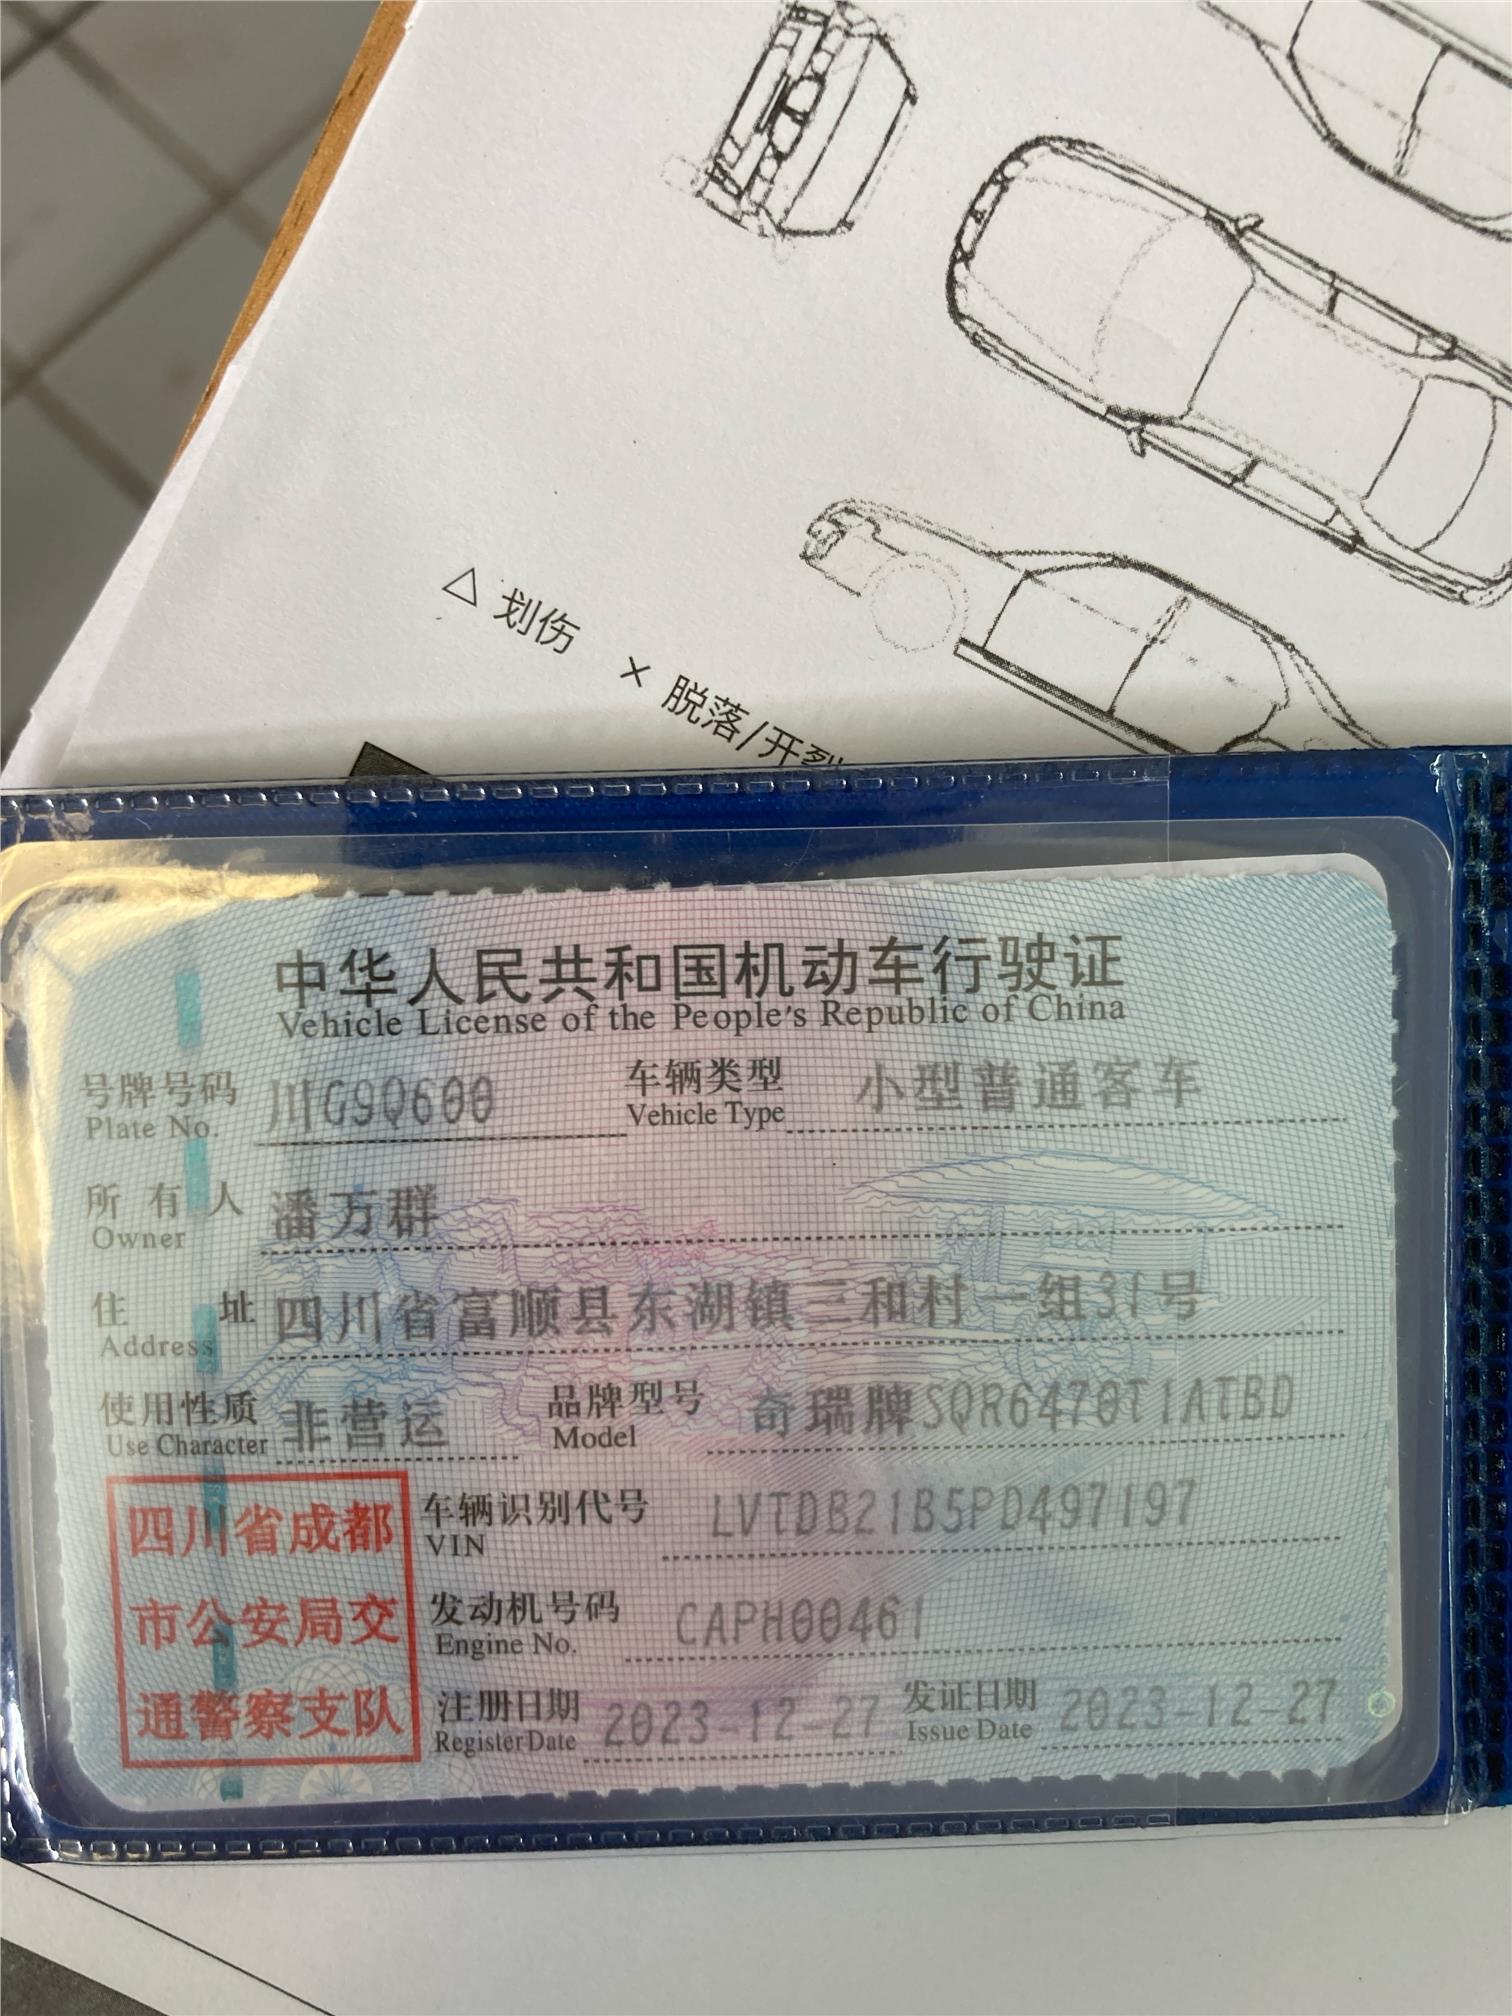 △ 划伤 × 脱落/开裂
中华人民共和国机动车行驶证
Vehicle License of the People's Republic of China
号牌号码 川G9Q600 车辆类型 小型普通客车
Plate No. Vehicle Type
所有人 潘万群
Owner
住址 四川省富顺县东湖镇三和村一组31号
Address
使用性质 非营运 品牌型号 奇瑞牌SQR6470T1ATBD
Use Character Model
四川省成都
市公安局交
通警察支队
车辆识别代号 LVTDB21B5PD497197
VIN
发动机号码 CAPH00461
Engine No.
注册日期 2023-12-27 发证日期 2023-12-27
Register Date Issue Date